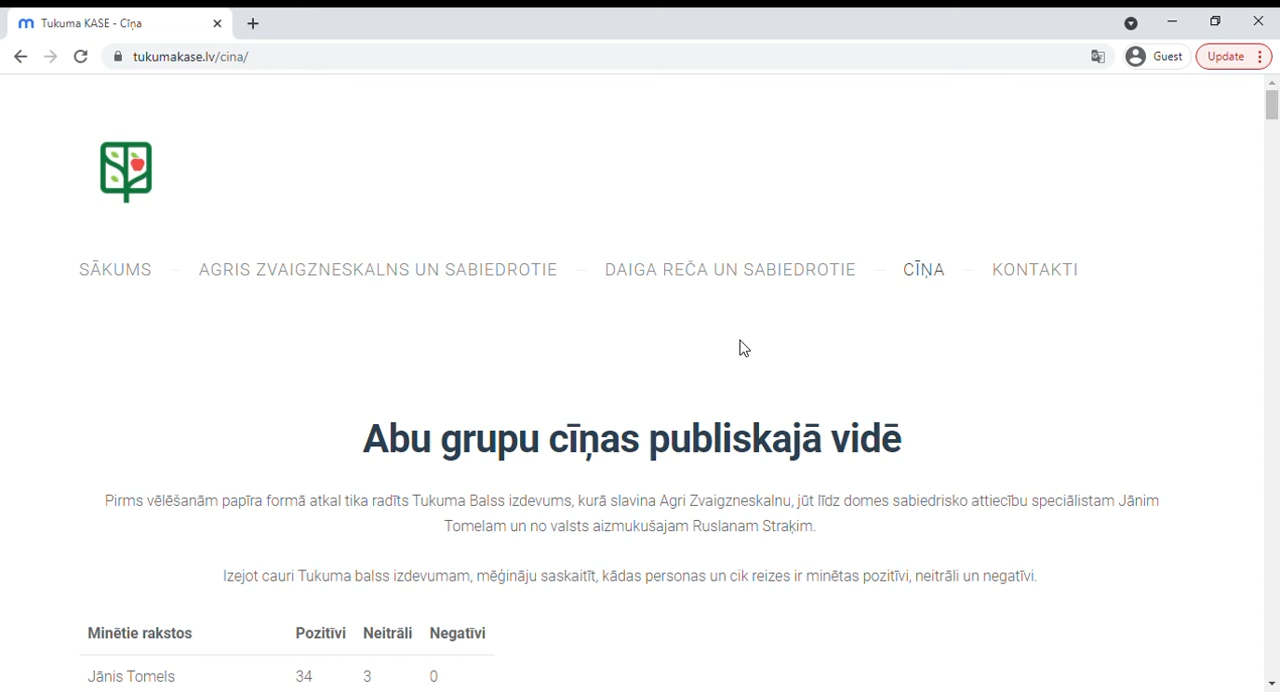 Tukuma KASE - Cīņa
tukumakase.lv/cina/
Guest
Update
SĀKUMS
AGRIS ZVAIGZNESKALNS UN SABIEDROTIE
DAIGA REČA UN SABIEDROTIE
CĪŅA
KONTAKTI
Abu grupu cīņas publiskajā vidē
Pirms vēlēšanām papīra formā atkal tika radīts Tukuma Balss izdevums, kurā slavina Agri Zvaigzneskalnu, jūt līdz domes sabiedrisko attiecību speciālistam Jānim
Tomelam un no valsts aizmukušajam Ruslanam Straķim.
Izejot cauri Tukuma balss izdevumam, mēģināju saskaitīt, kādas personas un cik reizes ir minētas pozitīvi, neitrāli un negatīvi.
Minētie rakstos Pozitīvi Neitrāli Negatīvi
Jānis Tomels 34 3 0